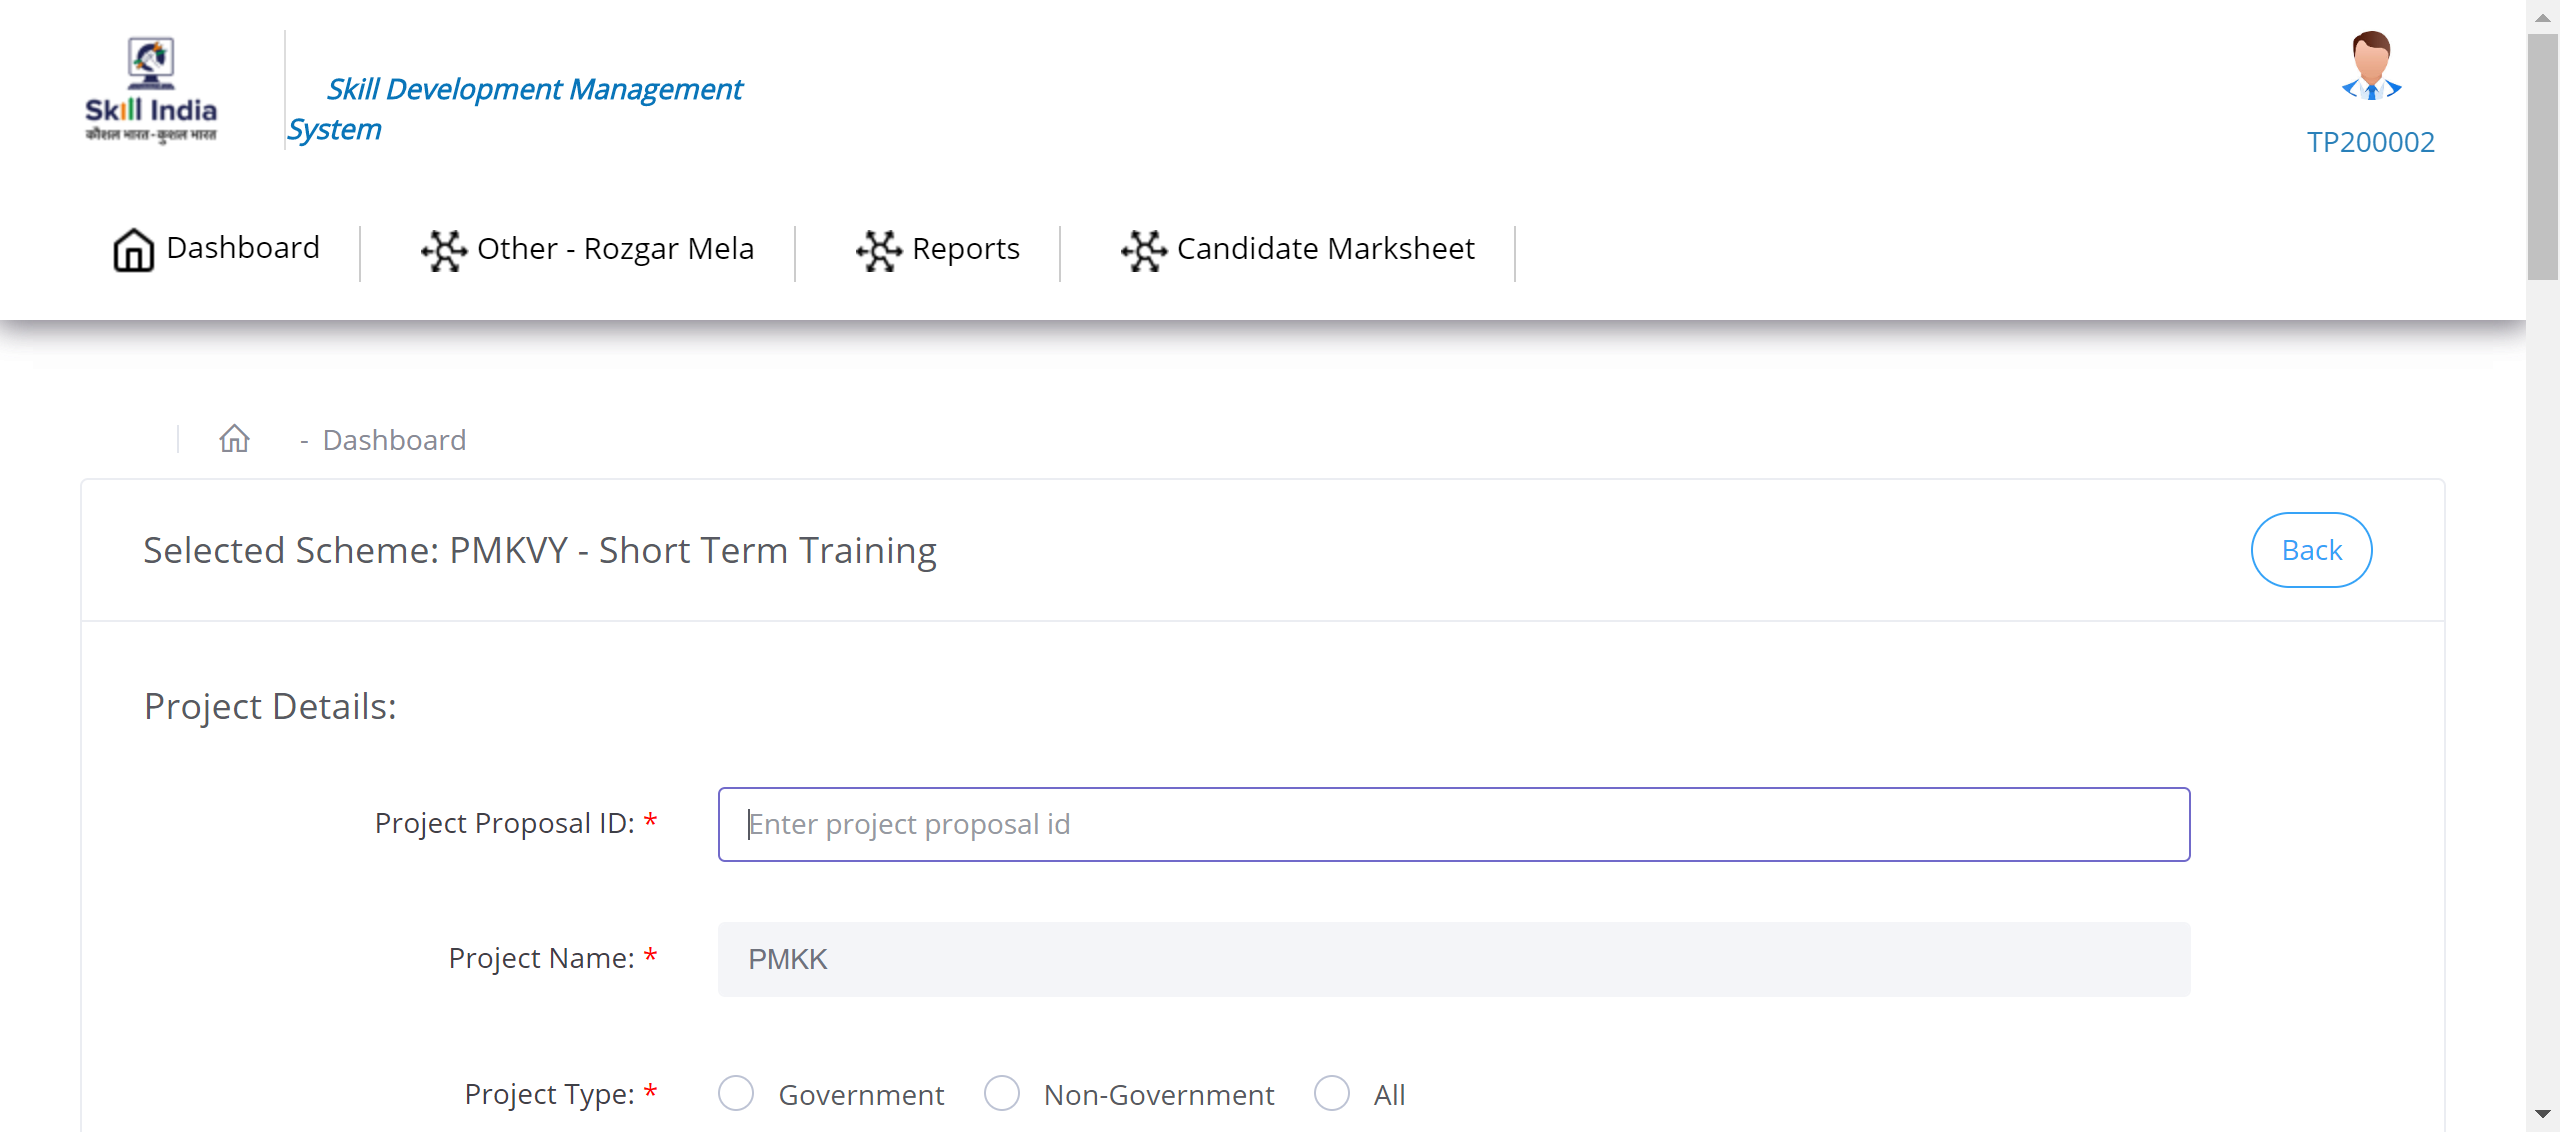 Skill India
कौशल भारत-कुशल भारत
Skill Development Management
System
TP200002
Dashboard
Other - Rozgar Mela
Reports
Candidate Marksheet
- Dashboard
Selected Scheme: PMKVY - Short Term Training
Back
Project Details:
Project Proposal ID: *
Enter project proposal id
Project Name: *
PMKK
Project Type: *
Government
Non-Government
All